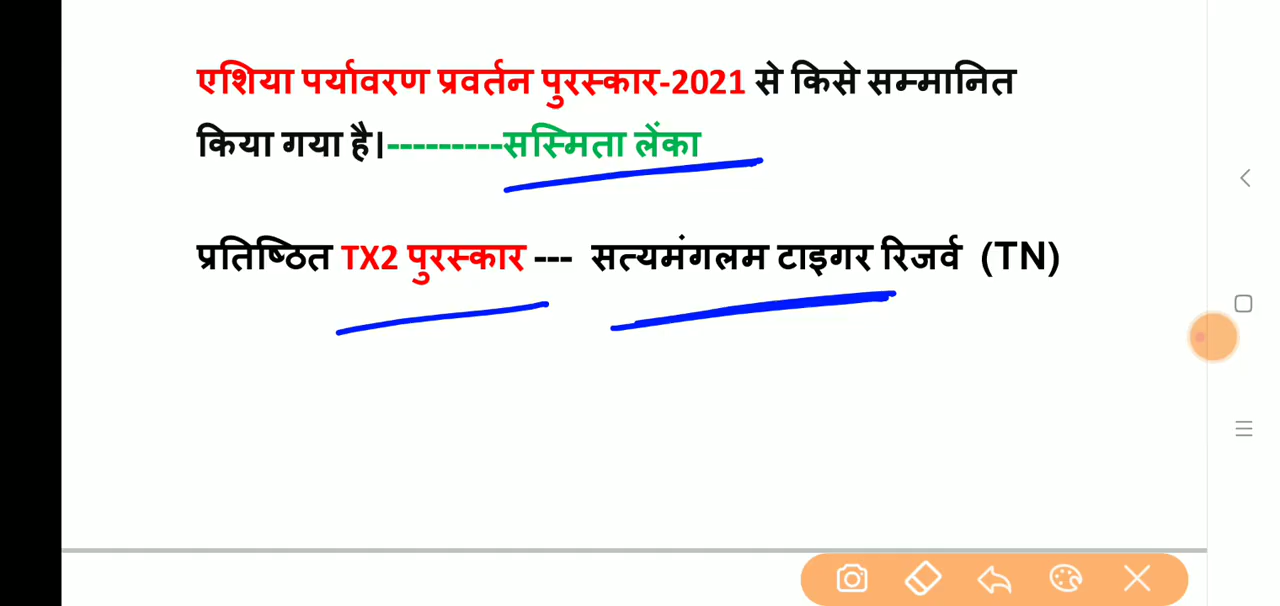 एशिया पर्यावरण प्रवर्तन पुरस्कार-2021 से किसे सम्मानित
किया गया है।---------सस्मिता लेंका
प्रतिष्ठित TX2 पुरस्कार --- सत्यमंगलम टाइगर रिजर्व (TN)